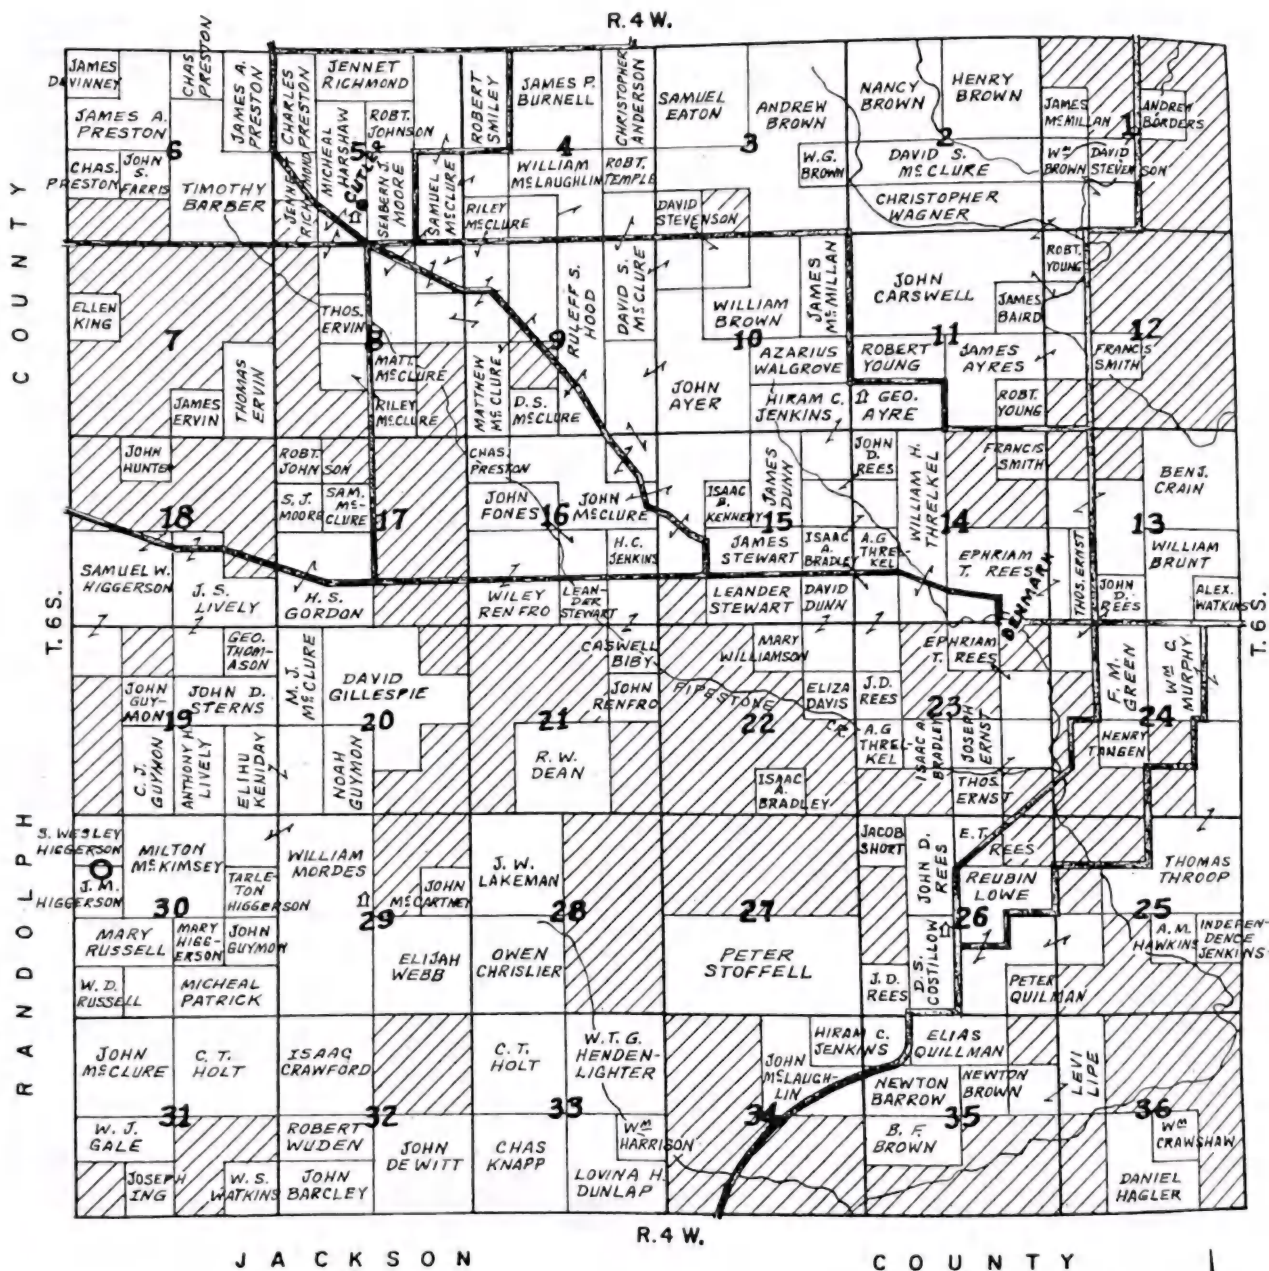 R. 4 W.
JAMES
DEVINNEY
CHAS
PRESTON
JAMES A.
PRESTON
CHARLES
PRESTON
JENNET
RICHMOND
ROBERT
SMILEY
JAMES P.
BURNELL
CHRISTOPHER
ANDERSON
SAMUEL
EATON
ANDREW
BROWN
NANCY
BROWN
HENRY
BROWN
JAMES
McMILLAN
1
ANDREW
BORDERS
JAMES A.
PRESTON
6
MICHEAL
HARSHAW
ROBT.
JOHNSON
5
4
3
2
CHAS.
PRESTON
JOHN
S.
FARRIS
TIMOTHY
BARBER
JENNET
RICHMOND
CUTLER
SEABERN J.
MOORE
SAMUEL
McCLURE
WILLIAM
McLAUGHLIN
ROBT.
TEMPLE
W.G.
BROWN
DAVID S.
McCLURE
Wm
BROWN
DAVID
STEVENSON
RILEY
McCLURE
DAVID
STEVENSON
CHRISTOPHER
WAGNER
COUNTY
ELLEN
KING
7
THOS.
ERVIN
8
RULEFF S.
HOOD
9
DAVID S.
McCLURE
WILLIAM
BROWN
10
JAMES
McMILLAN
JOHN
CARSWELL
11
ROBT.
YOUNG
JAMES
BAIRD
12
THOMAS
ERVIN
MATT.
McCLURE
MATTHEW
McCLURE
AZARIUS
WALGROVE
ROBERT
YOUNG
JAMES
AYRES
FRANCIS
SMITH
JAMES
ERVIN
RILEY
McCLURE
D.S.
McCLURE
JOHN
AYER
HIRAM C.
JENKINS
GEO.
AYRE
ROBT.
YOUNG
JOHN
HUNTER
ROBT.
JOHNSON
CHAS.
PRESTON
JAMES
DUNN
JOHN
D.
REES
WILLIAM H.
THRELKEL
FRANCIS
SMITH
BENJ.
CRAIN
18
S.J.
MOORE
SAM.
McCLURE
17
JOHN
FONES
16
JOHN
McCLURE
ISAAC
B.
KENNEDY
15
14
13
SAMUEL W.
HIGGERSON
H.C.
JENKINS
JAMES
STEWART
ISAAC
A.
BRADLEY
A.G
THREKEL
EPHRIAM
T. REES
THOS. ERNST
WILLIAM
BRUNT
J.S.
LIVELY
H.S.
GORDON
WILEY
RENFRO
LEANDER
STEWART
LEANDER
STEWART
DAVID
DUNN
DENMARK
JOHN
D.
REES
ALEX.
WATKINS
T. 6 S.
T. 6 S.
GEO.
THOMASON
M. J.
McCLURE
DAVID
GILLESPIE
CASWELL
BIBY
MARY
WILLIAMSON
EPHRIAM
T. REES
F. M.
GREEN
Wm C.
MURPHY
JOHN
GUYMON
19
JOHN D.
STERNS
20
21
JOHN
RENFRO
PIPESTONE
CR.
22
ELIZA
DAVIS
J.D.
REES
23
24
C. J.
GUYMON
ANTHONY H.
LIVELY
ELIHU
KENIDAY
NOAH
GUYMON
R. W.
DEAN
ISAAC
A.
BRADLEY
A.G
THRELKEL
ISAAC A.
BRADLEY
JOSEPH
ERNST
THOS.
ERNST
HENRY
TANGEN
S. WESLEY
HIGGERSON
MILTON
McKIMSEY
WILLIAM
MORDES
J.W.
LAKEMAN
JACOB
SHORT
JOHN D.
REES
E.T.
REES
THOMAS
THROOP
J. M.
HIGGERSON
30
TARLETON
HIGGERSON
29
JOHN
McCARTNEY
28
27
REUBIN
LOWE
26
25
MARY
RUSSELL
MARY
HIGGERSON
JOHN
GUYMON
ELIJAH
WEBB
OWEN
CHRISLIER
PETER
STOFFELL
D.S.
COSTILLOW
A.M.
HAWKINS
INDEPENDENCE
JENKINS
W. D.
RUSSELL
MICHEAL
PATRICK
J.D.
REES
PETER
QUILMAN
RANDOLPH
JOHN
McCLURE
C. T.
HOLT
ISAAC
CRAWFORD
C. T.
HOLT
W.T.G.
HENDENLIGHTER
JOHN
McLAUGHLIN
HIRAM C.
JENKINS
ELIAS
QUILLMAN
LEVI
LIPE
31
32
33
34
NEWTON
BARROW
NEWTON
BROWN
35
36
W. J.
GALE
ROBERT
WUDEN
JOHN
DEWITT
CHAS
KNAPP
Wm
HARRISON
B. F.
BROWN
Wm
CRAWSHAW
JOSEPH
ING
W. S.
WATKINS
JOHN
BARCLEY
LOVINA H.
DUNLAP
DANIEL
HAGLER
R. 4 W.
JACKSON COUNTY